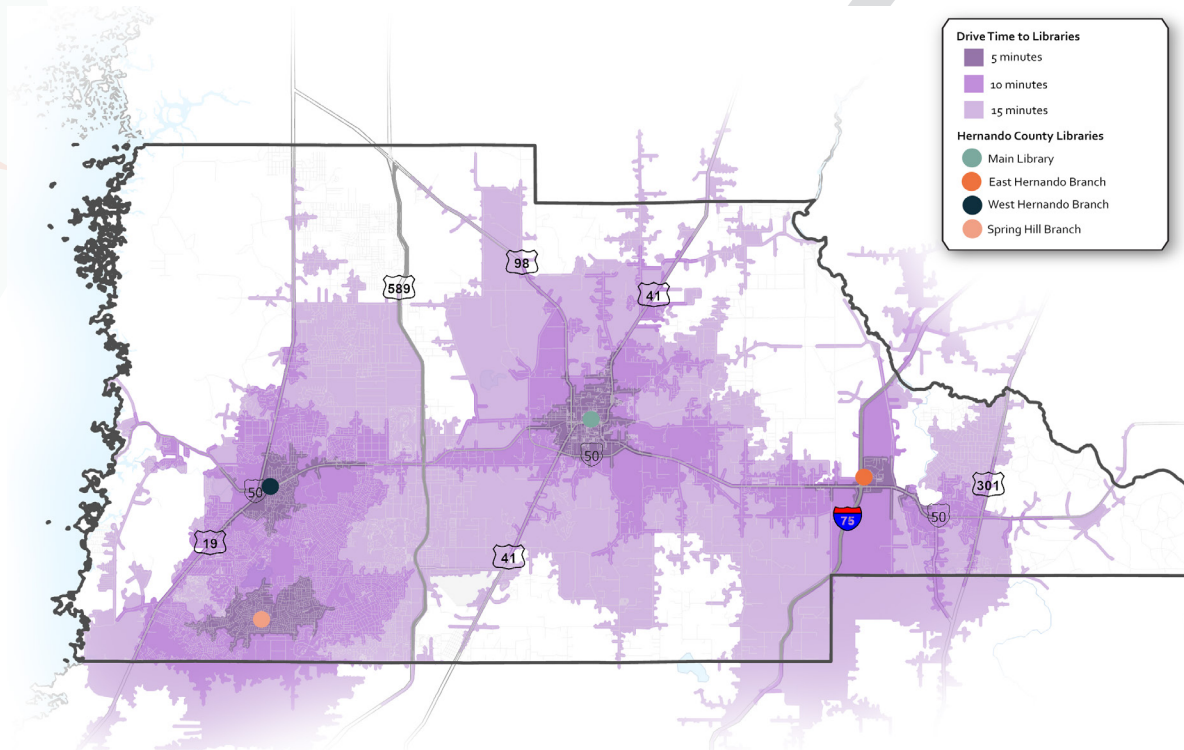 Drive Time to Libraries
5 minutes
10 minutes
15 minutes
Hernando County Libraries
Main Library
East Hernando Branch
West Hernando Branch
Spring Hill Branch
98
589
41
50
50
301
75
50
19
41